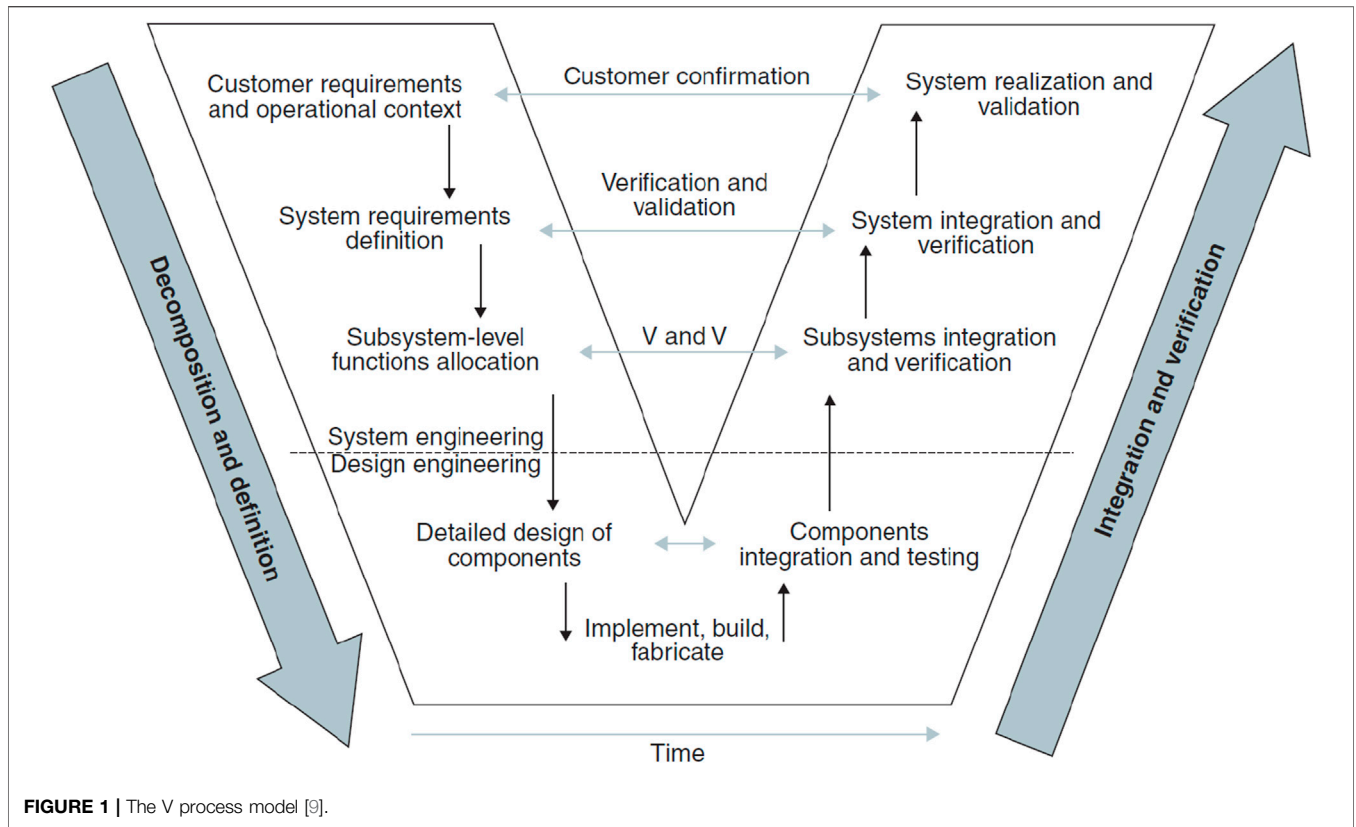 Customer requirements
and operational context
Customer confirmation
System realization and
validation
Verification and
validation
System requirements
definition
System integration and
verification
Decomposition and definition
Integration and verification
Subsystem-level
functions allocation
V and V
Subsystems integration
and verification
System engineering
Design engineering
Detailed design of
components
Components
integration and testing
Implement, build,
fabricate
Time
FIGURE 1 | The V process model [9].